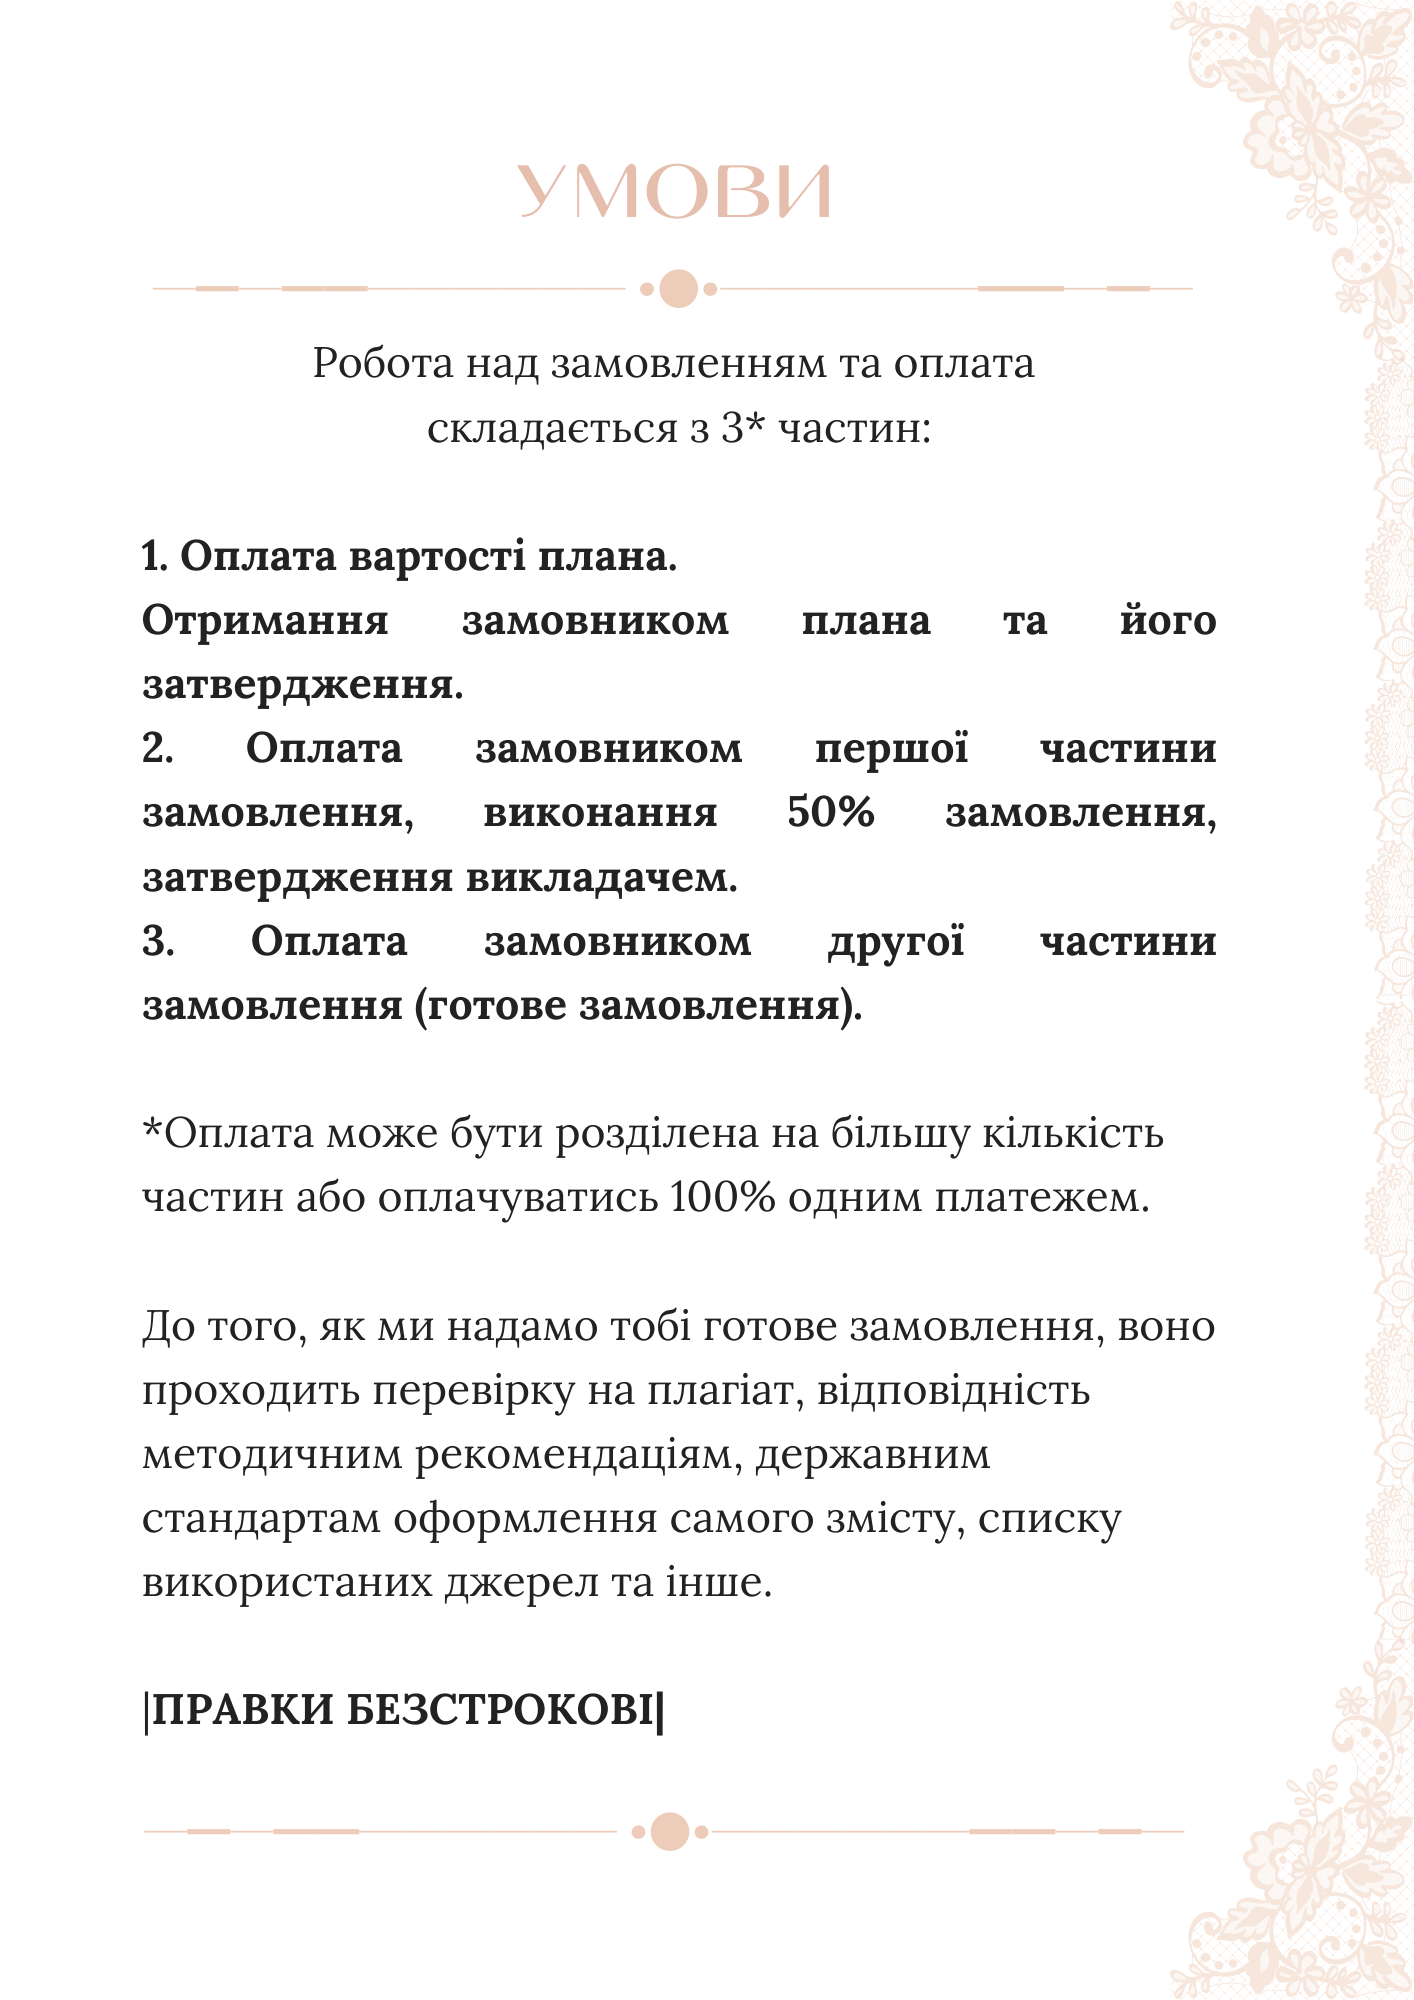 УМОВИ
Робота над замовленням та оплата
складається з 3* частин:
1. Оплата вартості плана.
Отримання замовником плана та його
затвердження.
2. Оплата замовником першої частини
замовлення, виконання 50% замовлення,
затвердження викладачем.
3. Оплата замовником другої частини
замовлення (готове замовлення).
*Оплата може бути розділена на більшу кількість
частин або оплачуватись 100% одним платежем.
До того, як ми надамо тобі готове замовлення, воно
проходить перевірку на плагіат, відповідність
методичним рекомендаціям, державним
стандартам оформлення самого змісту, списку
використаних джерел та інше.
|ПРАВКИ БЕЗСТРОКОВІ|